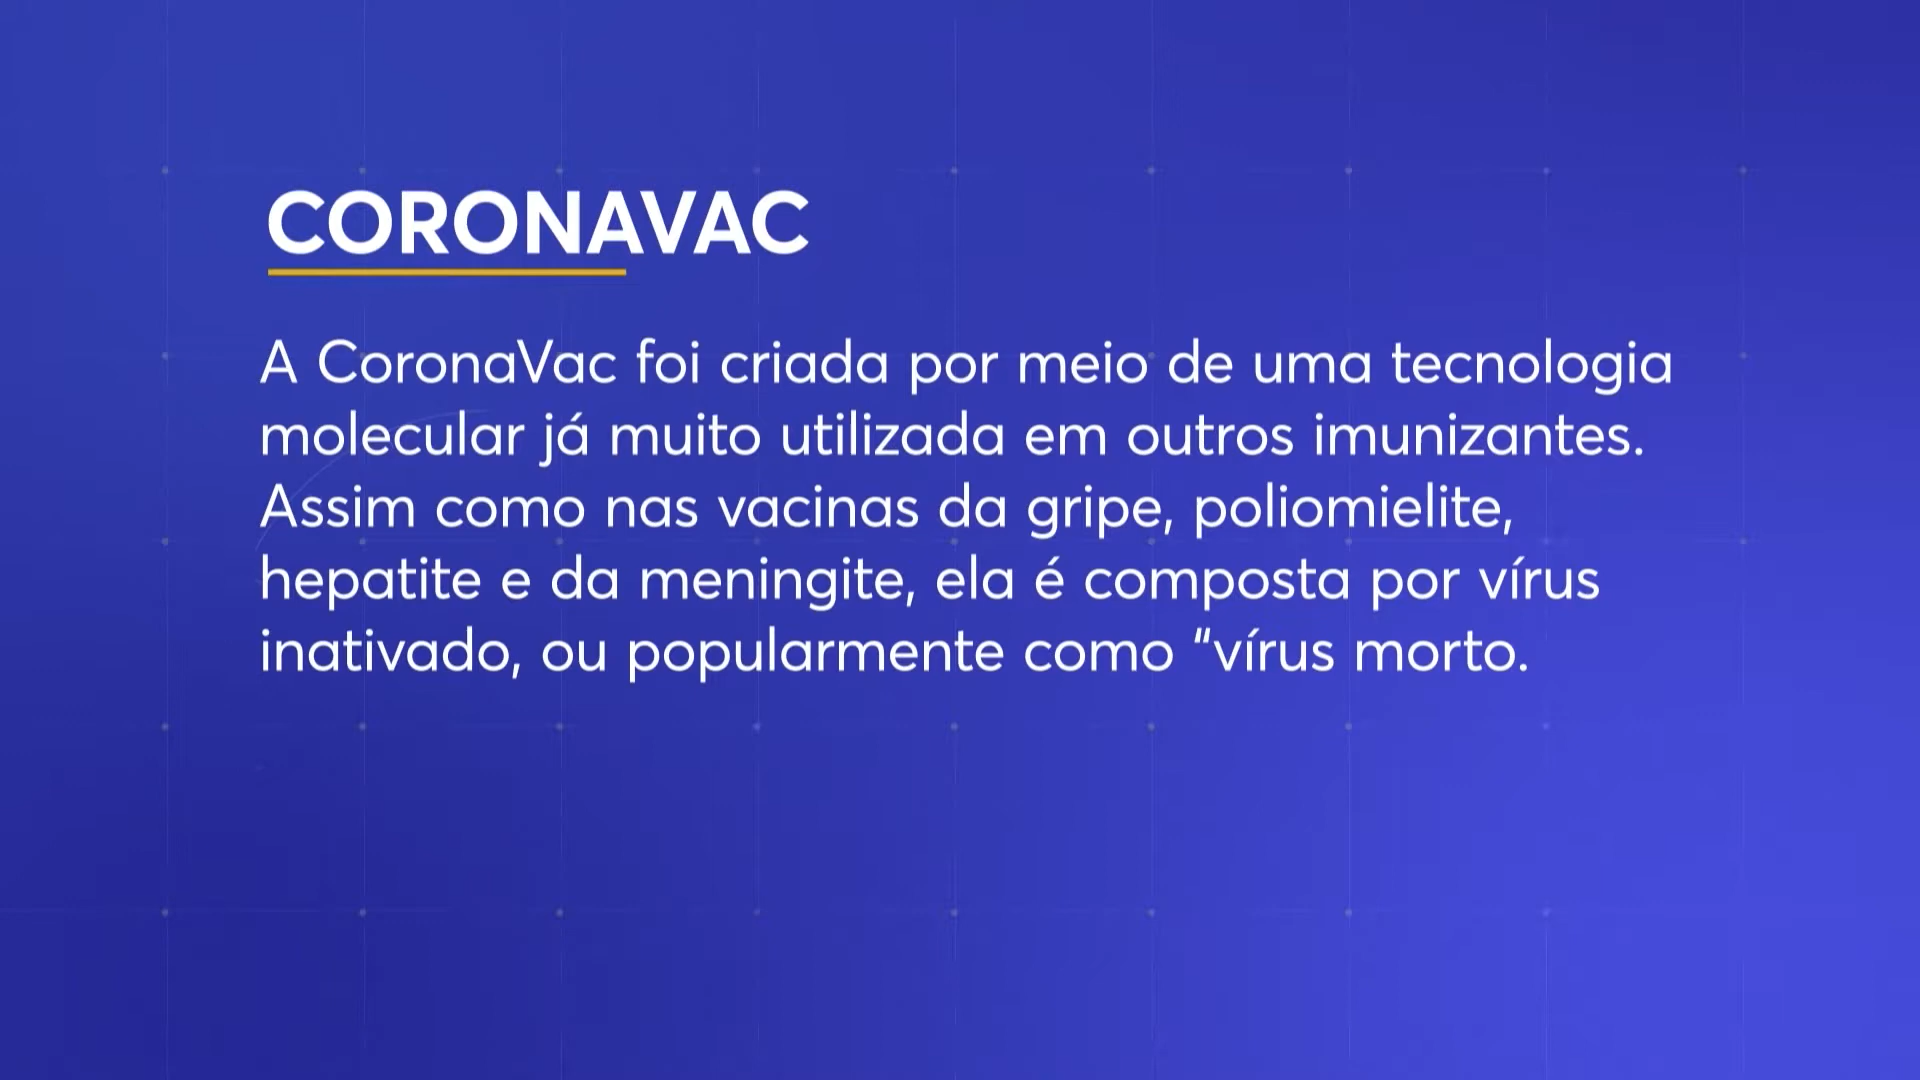 CORONAVAC
A CoronaVac foi criada por meio de uma tecnologia
molecular já muito utilizada em outros imunizantes.
Assim como nas vacinas da gripe, poliomielite,
hepatite e da meningite, ela é composta por vírus
inativado, ou popularmente como “vírus morto.